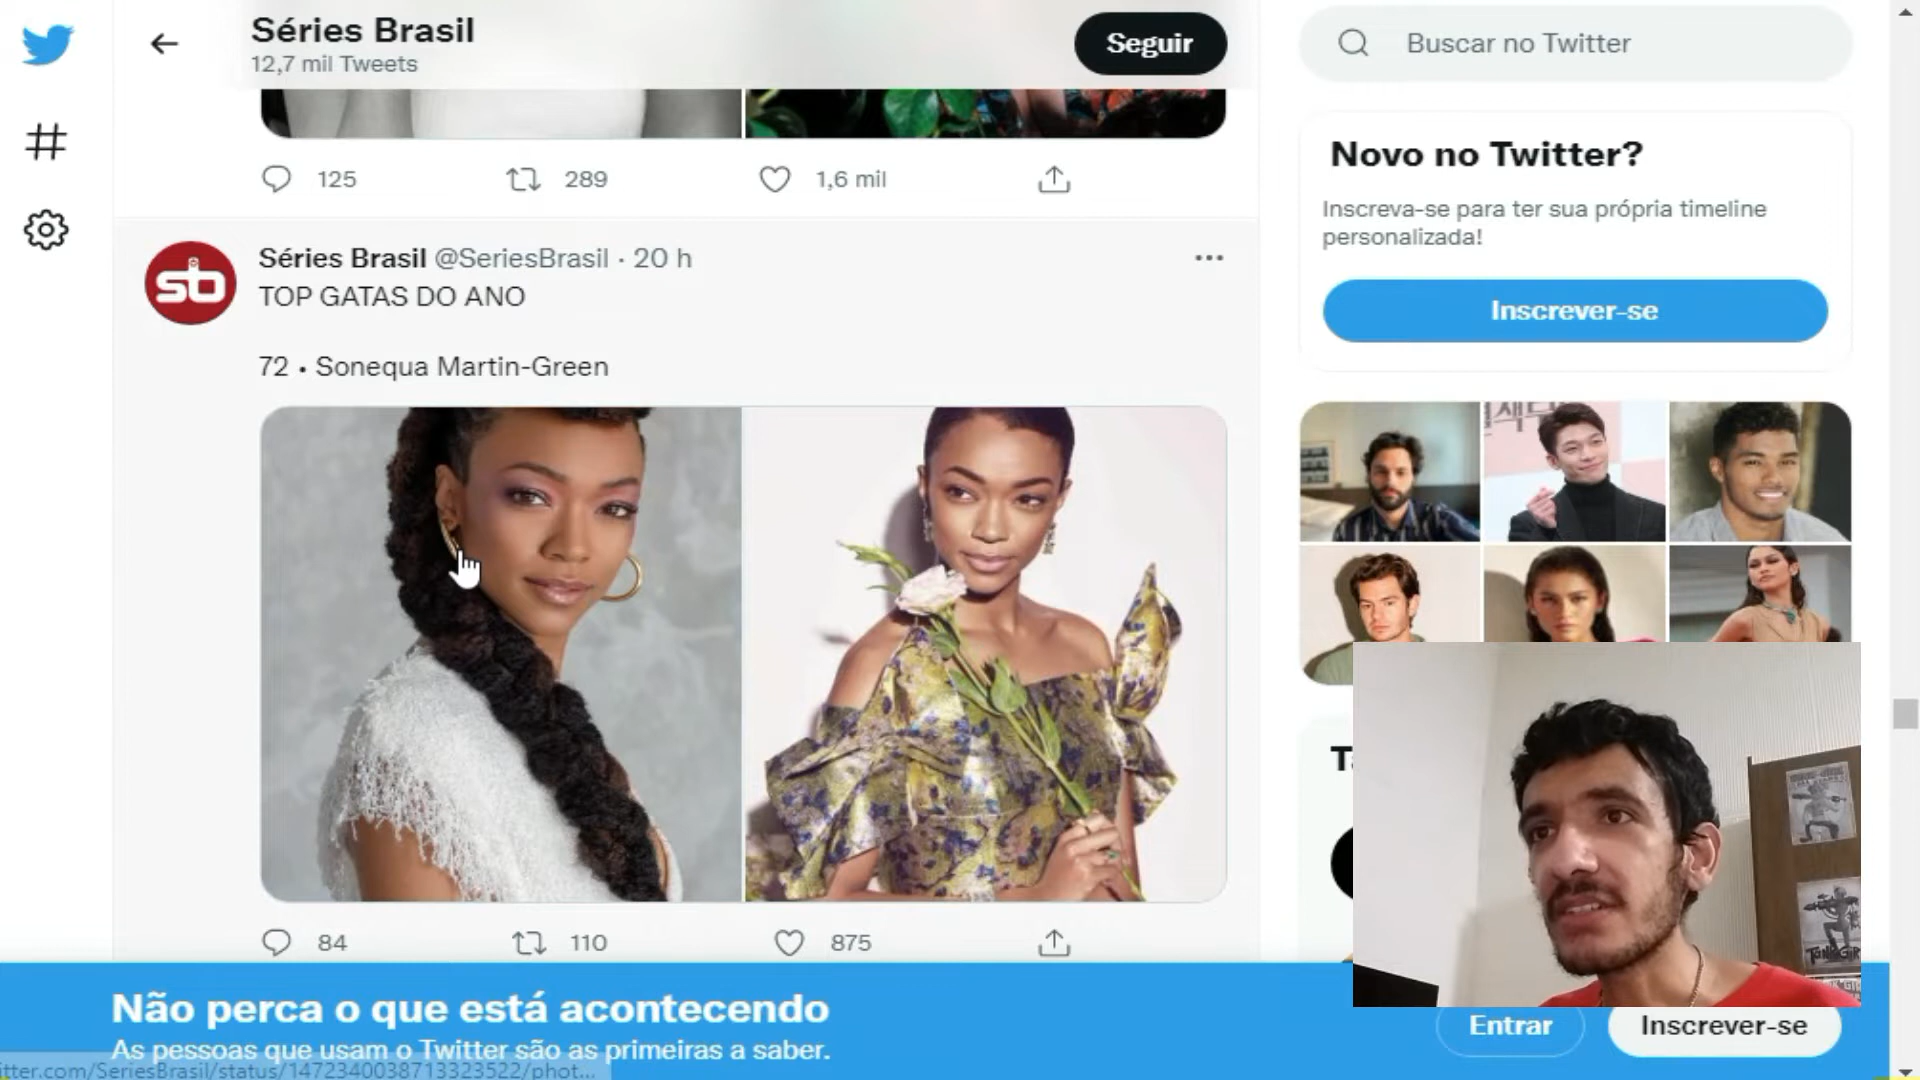 Séries Brasil
12,7 mil Tweets
Seguir
Buscar no Twitter
125
289
1,6 mil
Novo no Twitter?
Inscreva-se para ter sua própria timeline
personalizada!
Inscrever-se
sb
Séries Brasil @SeriesBrasil · 20 h
TOP GATAS DO ANO
72 • Sonequa Martin-Green
84
110
875
Não perca o que está acontecendo
As pessoas que usam o Twitter são as primeiras a saber.
Entrar
Inscrever-se
itter.com/SeriesBrasil/status/1472340038713323522/phot...